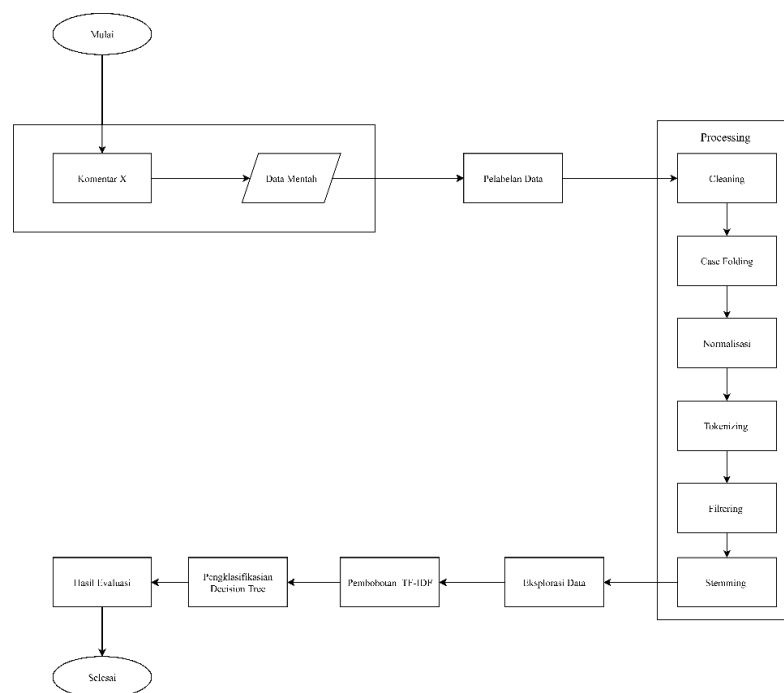 Mulai
Processing
Komentar X
Data Mentah
Pelabelan Data
Cleaning
Case Folding
Normalisasi
Tokenizing
Filtering
Stemming
Eksplorasi Data
Pembobotan TF-IDF
Pengklasifikasian
Decision Tree
Hasil Evaluasi
Selesai